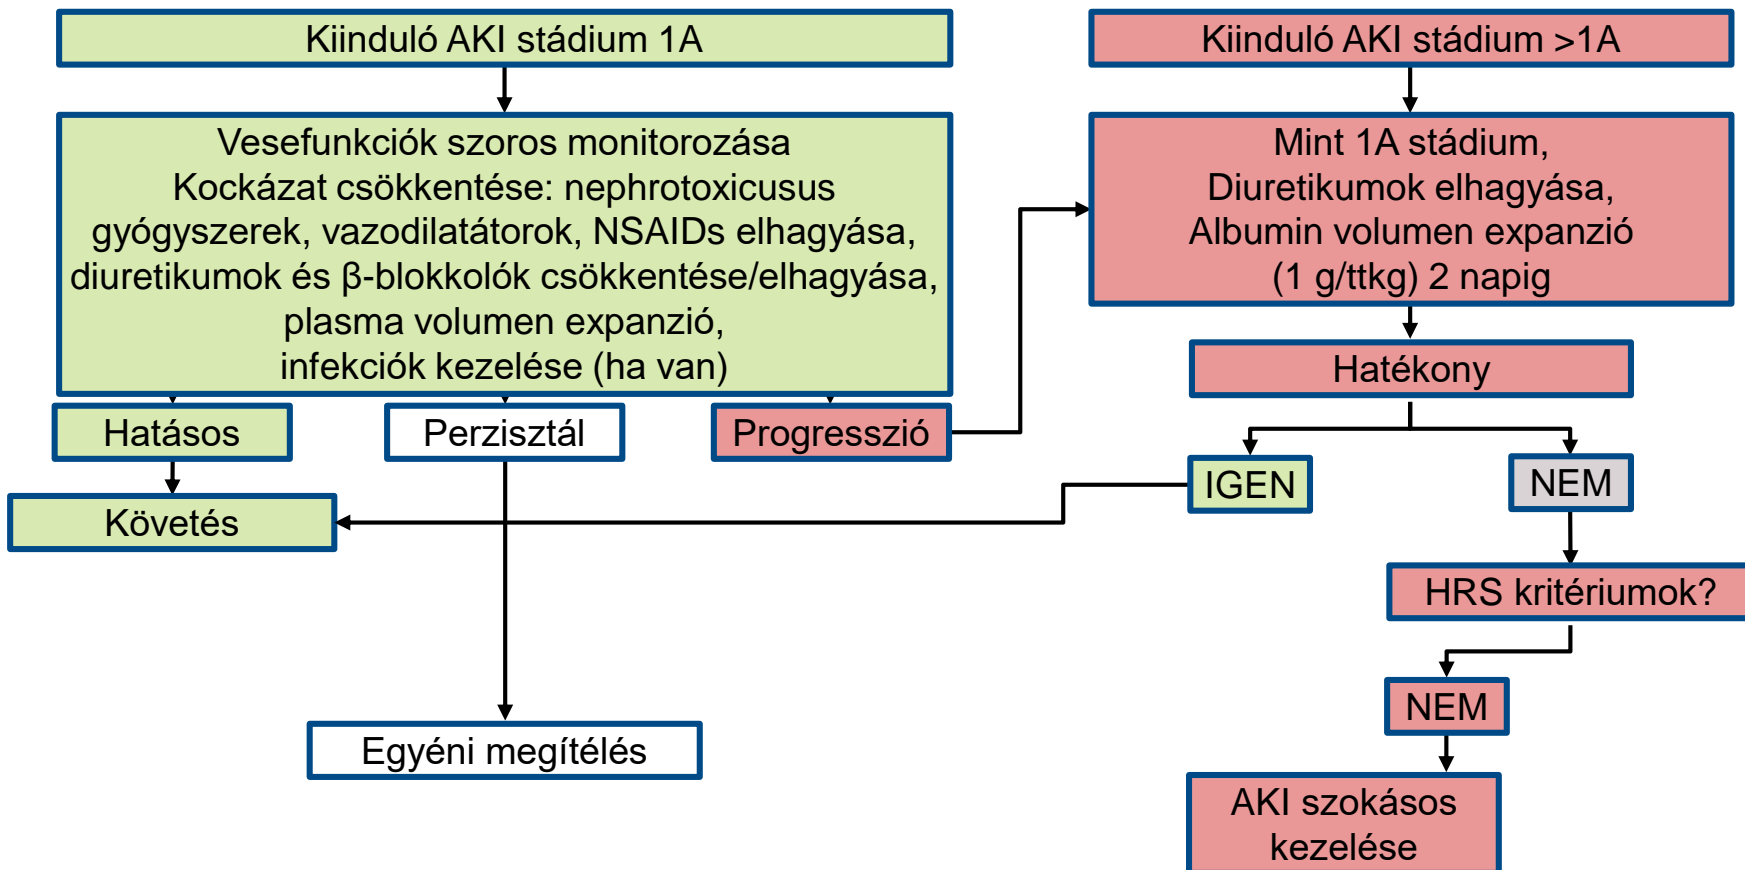 Kiinduló AKI stádium 1A
Kiinduló AKI stádium >1A
Vesefunkciók szoros monitorozása
Kockázat csökkentése: nephrotoxicusus
gyógyszerek, vazodilatátorok, NSAIDs elhagyása,
diuretikumok és β-blokkolók csökkentése/elhagyása,
plasma volumen expanzió,
infekciók kezelése (ha van)
Mint 1A stádium,
Diuretikumok elhagyása,
Albumin volumen expanzió
(1 g/ttkg) 2 napig
Hatásos
Perzisztál
Progresszió
Hatékony
IGEN
NEM
Követés
HRS kritériumok?
NEM
Egyéni megítélés
AKI szokásos
kezelése